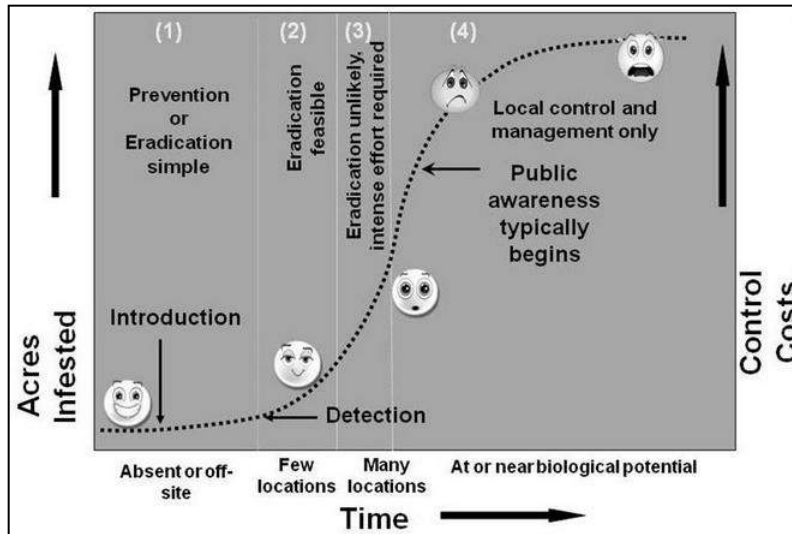 (1)
(2)
(3)
(4)
Prevention
or
Eradication
simple
Eradication
feasible
Eradication unlikely,
intense effort required
Local control and
management only
Public
awareness
typically
begins
Introduction
Detection
Acres
Infested
Control
Costs
Absent or off-
site
Few
locations
Many
locations
At or near biological potential
Time